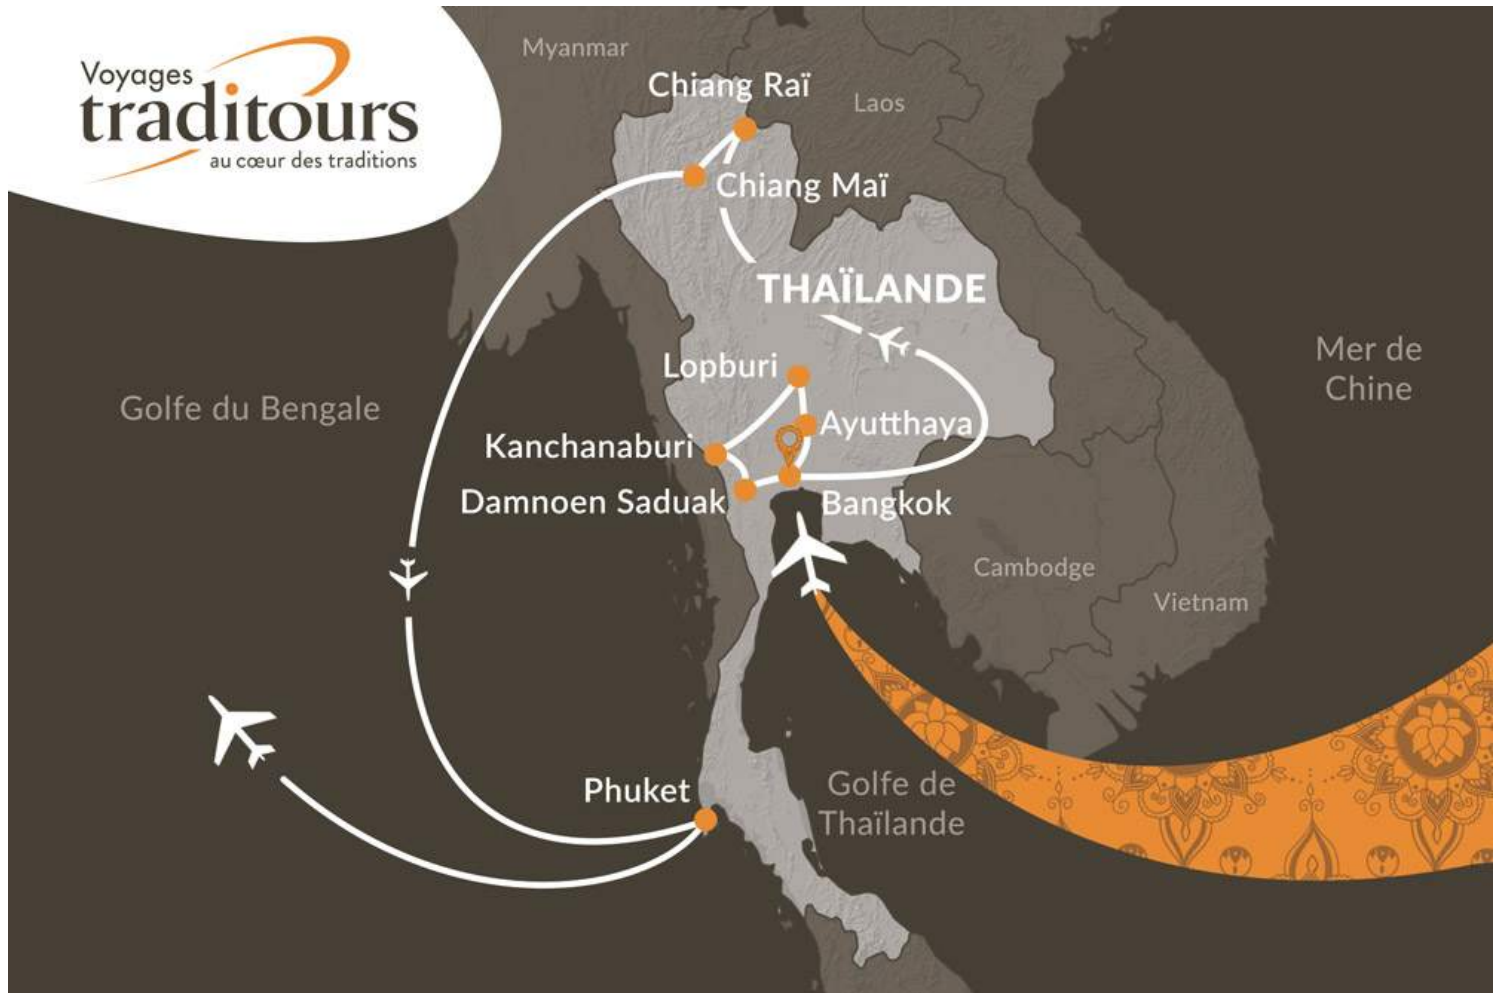 Voyages
traditours
au cœur des traditions
Myanmar
Chiang Raï
Laos
Chiang Maï
THAÏLANDE
Mer de
Chine
Lopburi
Golfe du Bengale
Ayutthaya
Kanchanaburi
Damnoen Saduak
Bangkok
Cambodge
Vietnam
Phuket
Golfe de
Thaïlande